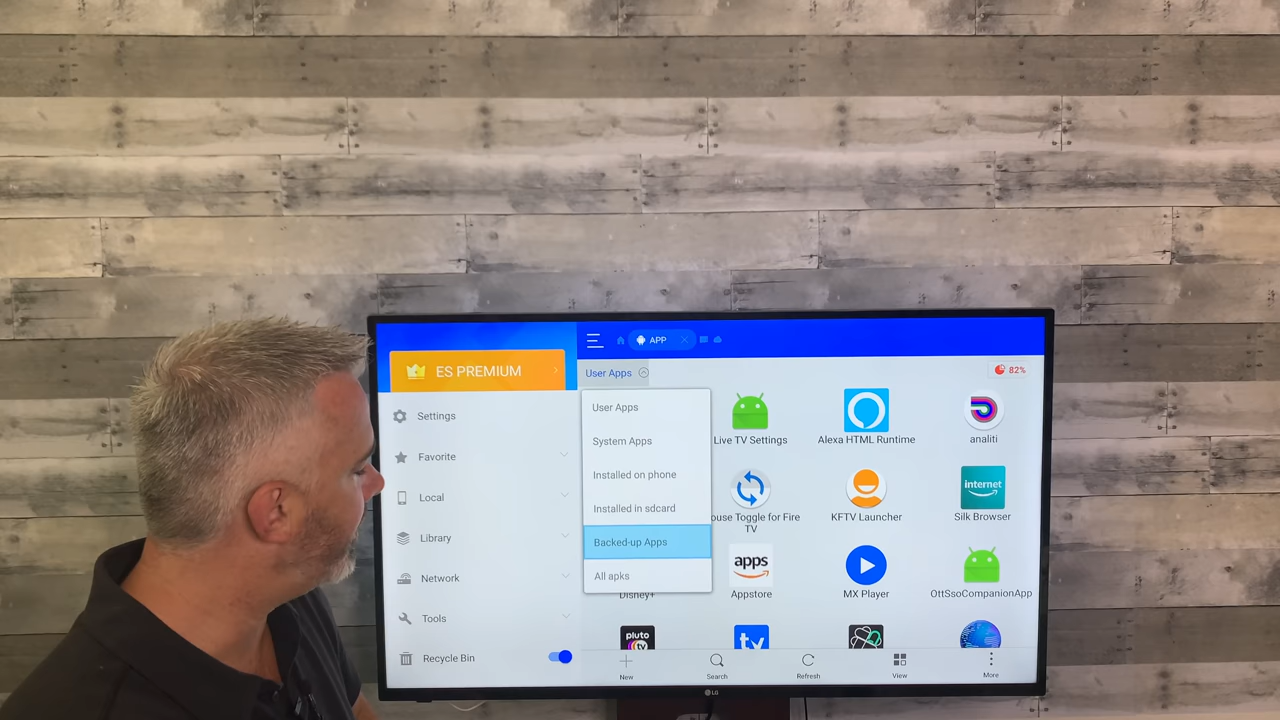 ES PREMIUM
Settings
Favorite
Local
Library
Network
Tools
Recycle Bin
APP
User Apps
82%
User Apps
System Apps
Installed on phone
Installed in sdcard
Backed-up Apps
All apks
Live TV Settings
Alexa HTML Runtime
analiti
ouse Toggle for Fire
TV
KFTV Launcher
internet
Silk Browser
Disney+
apps
Appstore
MX Player
OttSsoCompanionApp
pluto
tv
tv
New
Search
Refresh
View
More
LG